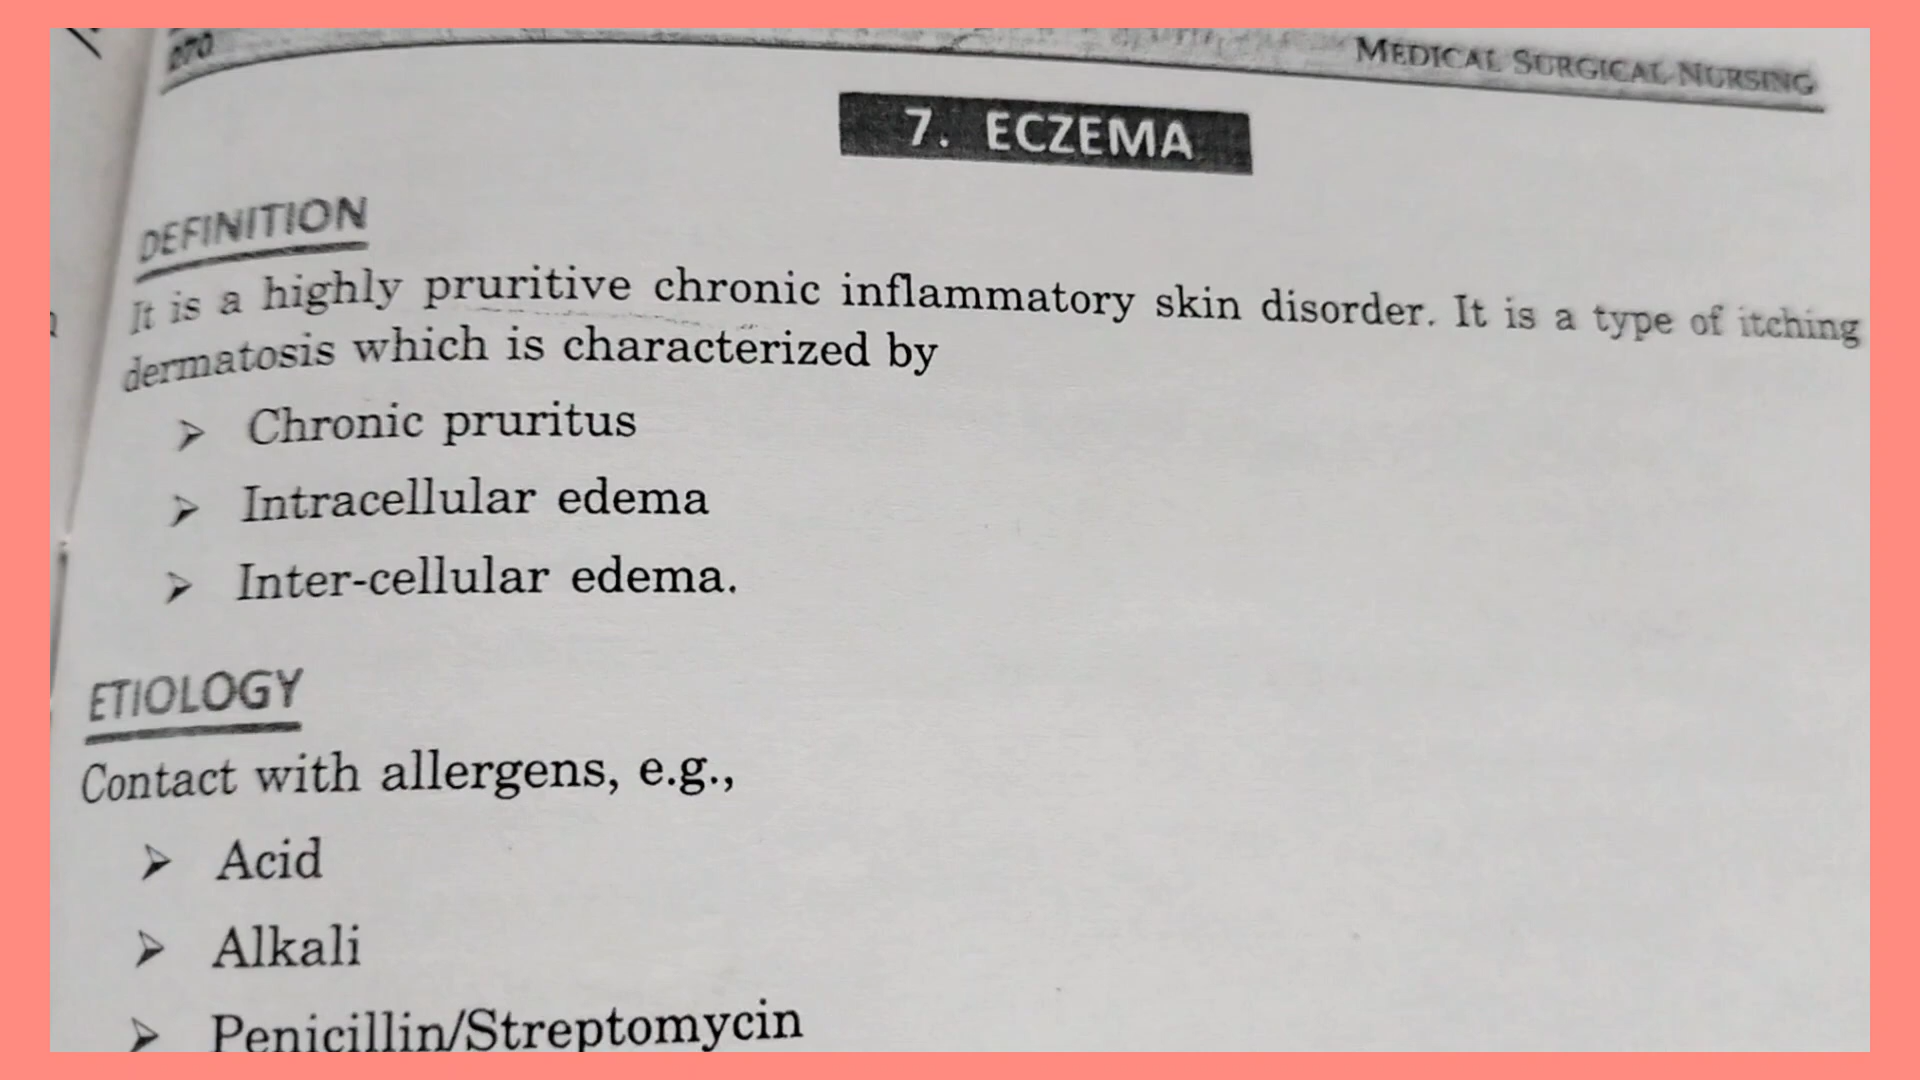 270
MEDICAL SURGICAL NURSING
7. ECZEMA
DEFINITION
It is a highly pruritive chronic inflammatory skin disorder. It is a type of itching
dermatosis which is characterized by
➢ Chronic pruritus
➢ Intracellular edema
➢ Inter-cellular edema.
ETIOLOGY
Contact with allergens, e.g.,
➢ Acid
➢ Alkali
➢ Penicillin/Streptomycin